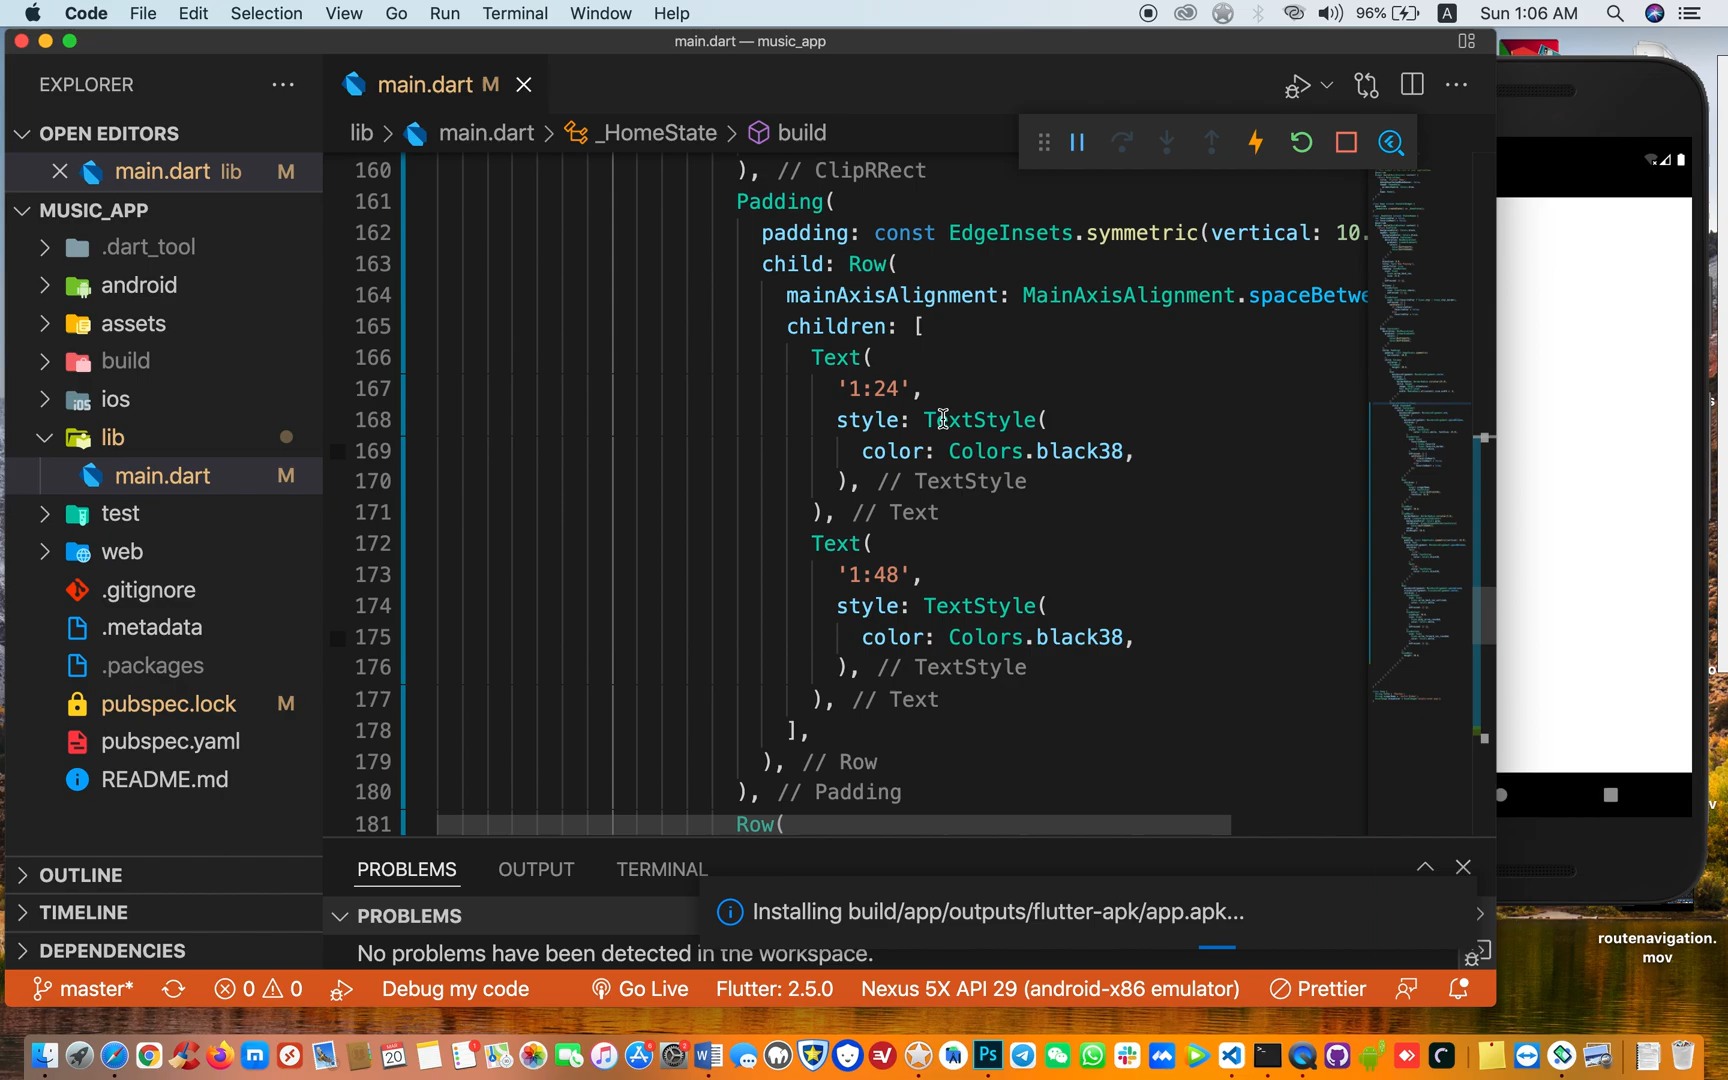 Code File Edit Selection View Go Run Terminal Window Help 96% A Sun 1:06 AM
main.dart — music_app
EXPLORER
main.dart M
OPEN EDITORS
lib > main.dart > _HomeState > build
main.dart lib M
MUSIC_APP
.dart_tool
android
assets
build
ios
lib
main.dart M
test
web
.gitignore
.metadata
.packages
pubspec.lock M
pubspec.yaml
README.md
OUTLINE
TIMELINE
DEPENDENCIES
160 ), // ClipRRect
161 Padding(
162 padding: const EdgeInsets.symmetric(vertical: 10.
163 child: Row(
164 mainAxisAlignment: MainAxisAlignment.spaceBetwe
165 children: [
166 Text(
167 '1:24',
168 style: TextStyle(
169 color: Colors.black38,
170 ), // TextStyle
171 ), // Text
172 Text(
173 '1:48',
174 style: TextStyle(
175 color: Colors.black38,
176 ), // TextStyle
177 ), // Text
178 ],
179 ), // Row
180 ), // Padding
181 Row(
PROBLEMS OUTPUT TERMINAL
PROBLEMS
Installing build/app/outputs/flutter-apk/app.apk...
No problems have been detected in the workspace.
master* 0 0 Debug my code Go Live Flutter: 2.5.0 Nexus 5X API 29 (android-x86 emulator) Prettier
routenavigation.
mov